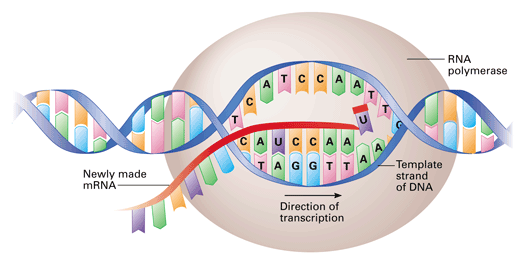 RNA
polymerase
T C A T C C A A T T G
U
C A U C C A A
T A G G T T A A
Newly made
mRNA
Template
strand
of DNA
Direction of
transcription